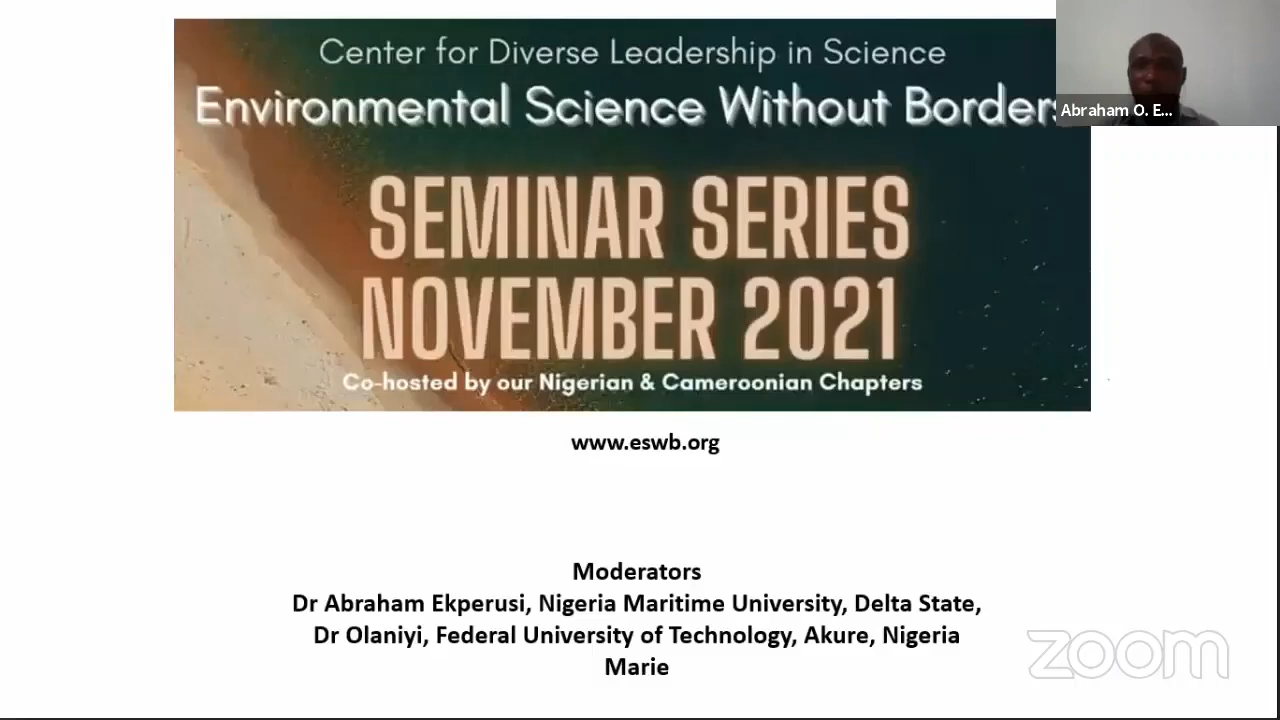 Center for Diverse Leadership in Science
Environmental Science Without Borders
SEMINAR SERIES
NOVEMBER 2021
Co-hosted by our Nigerian & Cameroonian Chapters
Abraham O. E...
www.eswb.org
Moderators
Dr Abraham Ekperusi, Nigeria Maritime University, Delta State,
Dr Olaniyi, Federal University of Technology, Akure, Nigeria
Marie
zoom